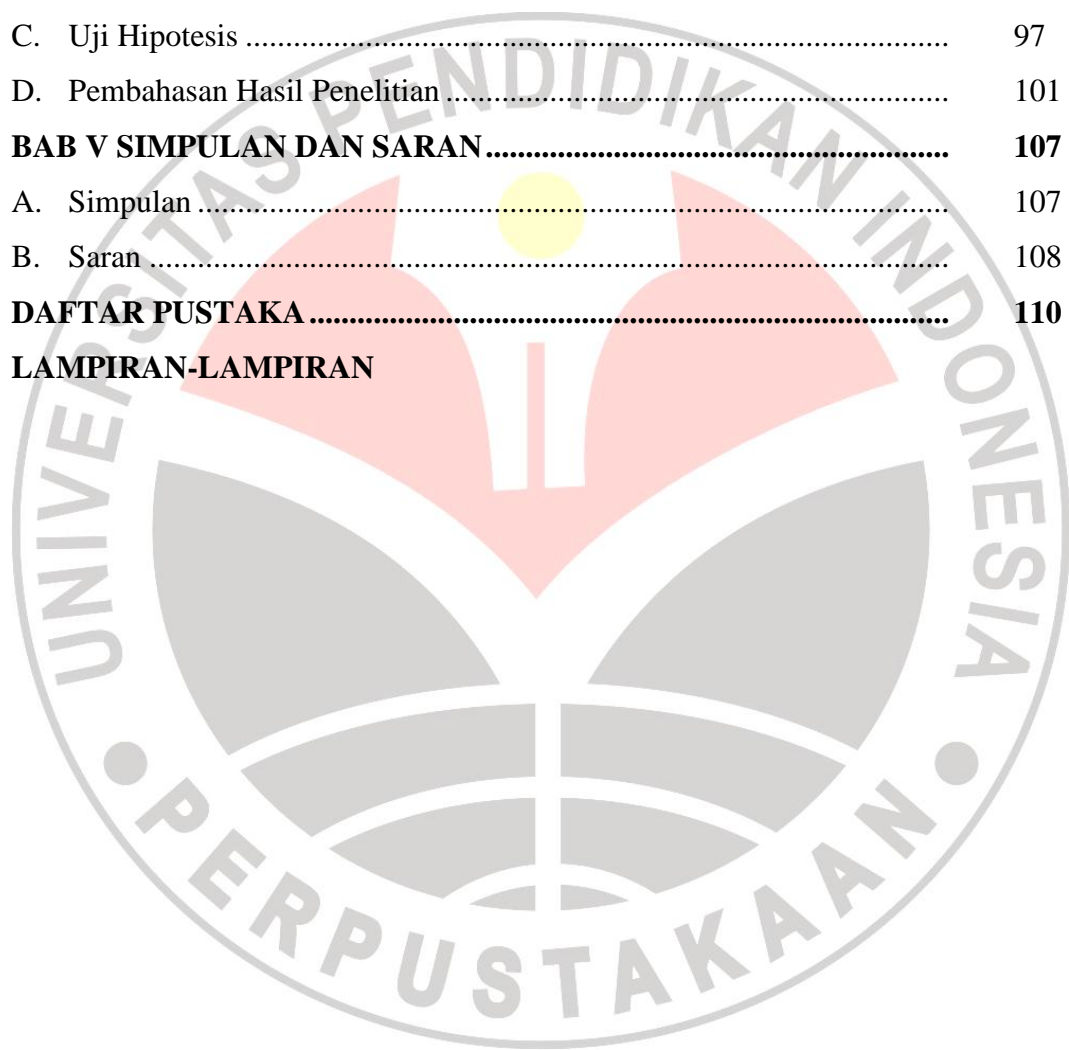 C. Uji Hipotesis ........................................................................................ 97
D. Pembahasan Hasil Penelitian ............................................................... 101
BAB V SIMPULAN DAN SARAN .......................................................... 107
A. Simpulan .............................................................................................. 107
B. Saran .................................................................................................... 108
DAFTAR PUSTAKA ................................................................................ 110
LAMPIRAN-LAMPIRAN
UNIVERSITAS PENDIDIKAN INDONESIA
PERPUSTAKAAN